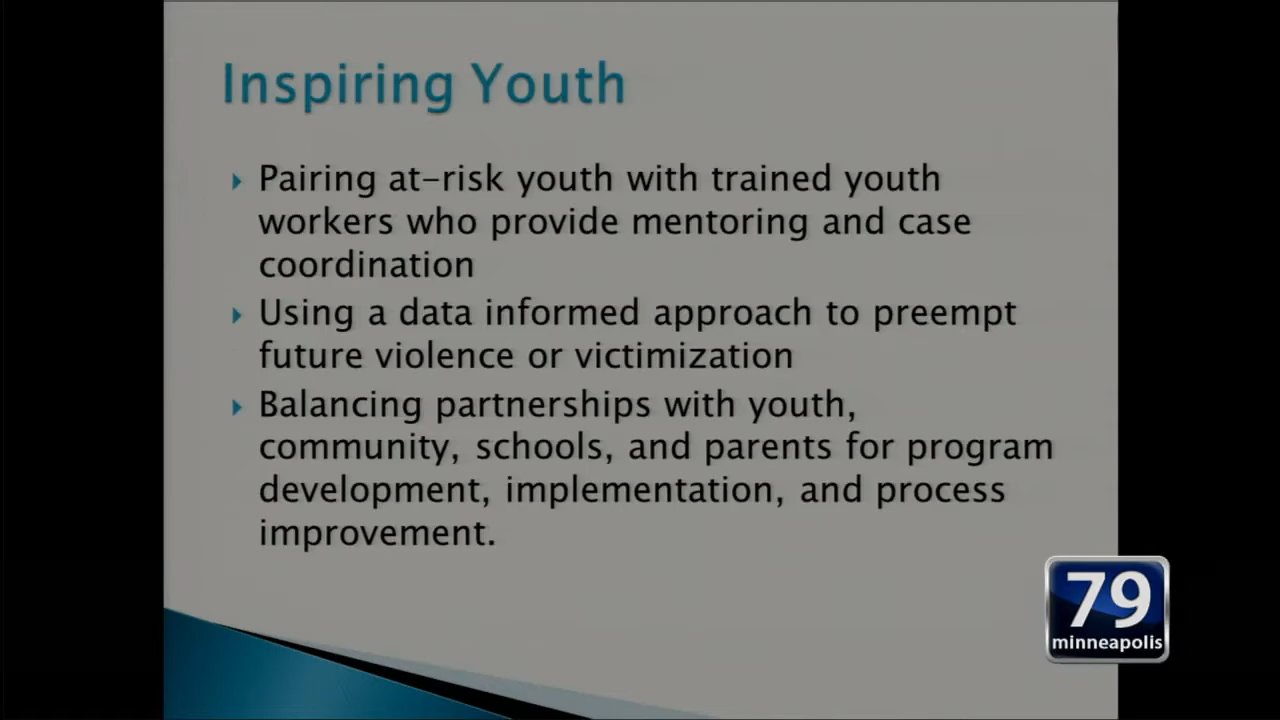 Inspiring Youth
Pairing at-risk youth with trained youth
workers who provide mentoring and case
coordination
Using a data informed approach to preempt
future violence or victimization
Balancing partnerships with youth,
community, schools, and parents for program
development, implementation, and process
improvement.
79
minneapolis